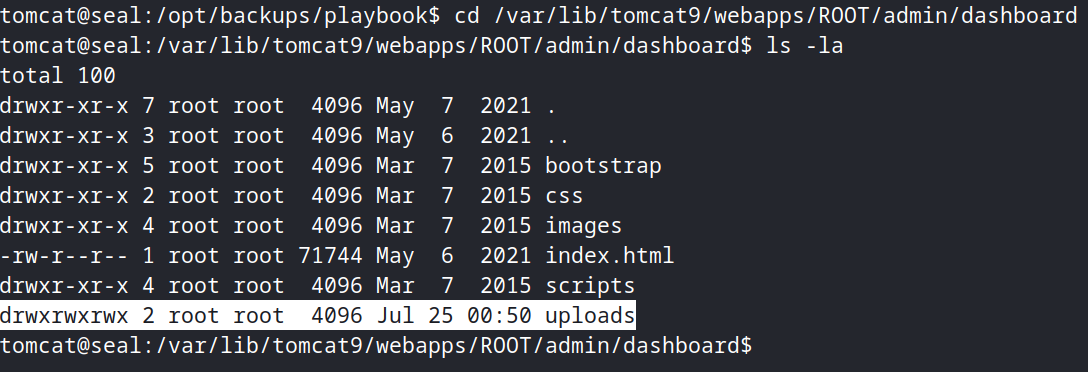 tomcat@seal:/opt/backups/playbook$ cd /var/lib/tomcat9/webapps/ROOT/admin/dashboard
tomcat@seal:/var/lib/tomcat9/webapps/ROOT/admin/dashboard$ ls -la
total 100
drwxr-xr-x 7 root root  4096 May  7  2021 .
drwxr-xr-x 3 root root  4096 May  6  2021 ..
drwxr-xr-x 5 root root  4096 Mar  7  2015 bootstrap
drwxr-xr-x 2 root root  4096 Mar  7  2015 css
drwxr-xr-x 4 root root  4096 Mar  7  2015 images
-rw-r--r-- 1 root root 71744 May  6  2021 index.html
drwxr-xr-x 4 root root  4096 Mar  7  2015 scripts
drwxrwxrwx 2 root root  4096 Jul 25 00:50 uploads
tomcat@seal:/var/lib/tomcat9/webapps/ROOT/admin/dashboard$